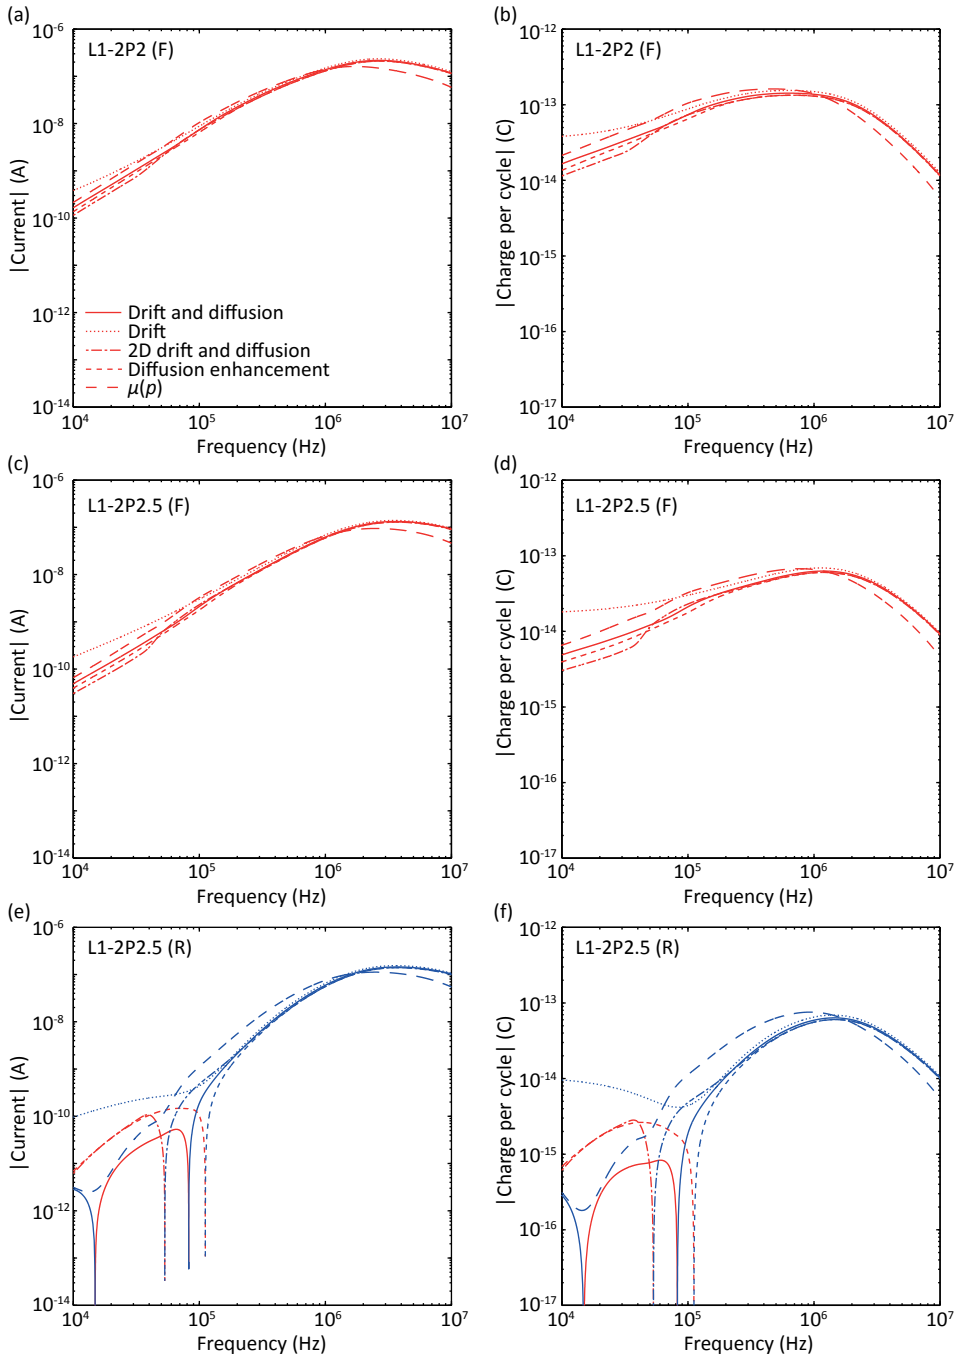 (a)
L1-2P2 (F)
|Current| (A)
10⁻⁶
10⁻⁸
10⁻¹⁰
10⁻¹²
10⁻¹⁴
Drift and diffusion
Drift
2D drift and diffusion
Diffusion enhancement
μ(p)
10⁴ 10⁵ 10⁶ 10⁷
Frequency (Hz)
(b)
L1-2P2 (F)
|Charge per cycle| (C)
10⁻¹²
10⁻¹³
10⁻¹⁴
10⁻¹⁵
10⁻¹⁶
10⁻¹⁷
10⁴ 10⁵ 10⁶ 10⁷
Frequency (Hz)
(c)
L1-2P2.5 (F)
|Current| (A)
10⁻⁶
10⁻⁸
10⁻¹⁰
10⁻¹²
10⁻¹⁴
10⁴ 10⁵ 10⁶ 10⁷
Frequency (Hz)
(d)
L1-2P2.5 (F)
|Charge per cycle| (C)
10⁻¹²
10⁻¹³
10⁻¹⁴
10⁻¹⁵
10⁻¹⁶
10⁻¹⁷
10⁴ 10⁵ 10⁶ 10⁷
Frequency (Hz)
(e)
L1-2P2.5 (R)
|Current| (A)
10⁻⁶
10⁻⁸
10⁻¹⁰
10⁻¹²
10⁻¹⁴
10⁴ 10⁵ 10⁶ 10⁷
Frequency (Hz)
(f)
L1-2P2.5 (R)
|Charge per cycle| (C)
10⁻¹²
10⁻¹³
10⁻¹⁴
10⁻¹⁵
10⁻¹⁶
10⁻¹⁷
10⁴ 10⁵ 10⁶ 10⁷
Frequency (Hz)